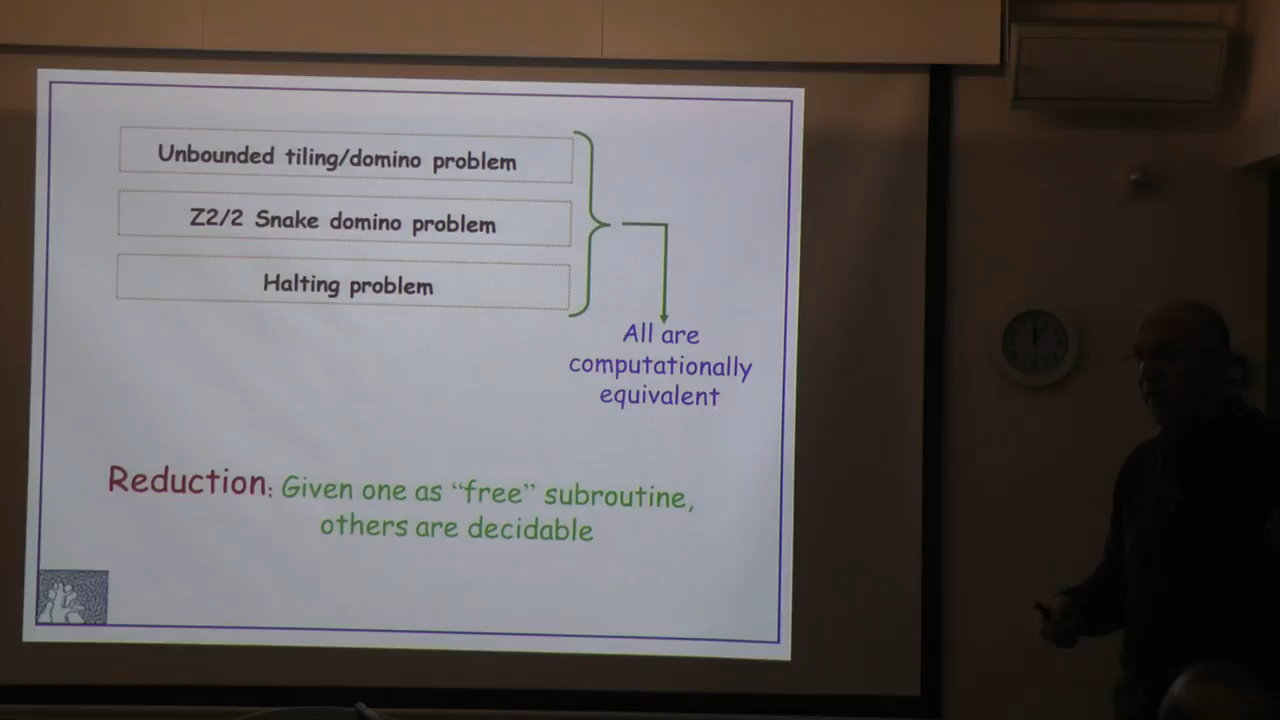 Unbounded tiling/domino problem
Z2/2 Snake domino problem
Halting problem
All are
computationally
equivalent
Reduction: Given one as “free” subroutine,
others are decidable